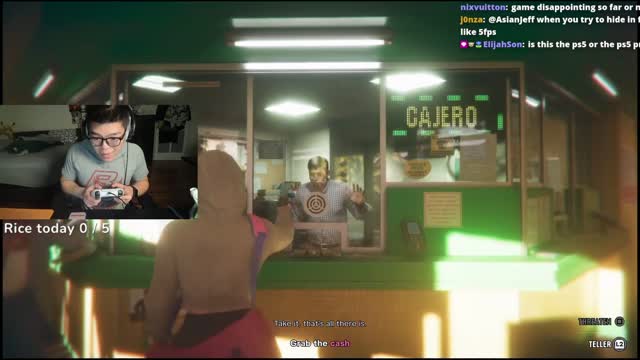 nixvuitton: game disappointing so far or n
j0nza: @AsianJeff when you try to hide in t
like 5fps
ElijahSon: is this the ps5 or the ps5 pr
CAJERO
Rice today 0 / 5
Take it, that's all there is.
Grab the cash
THREATEN
TELLER L2